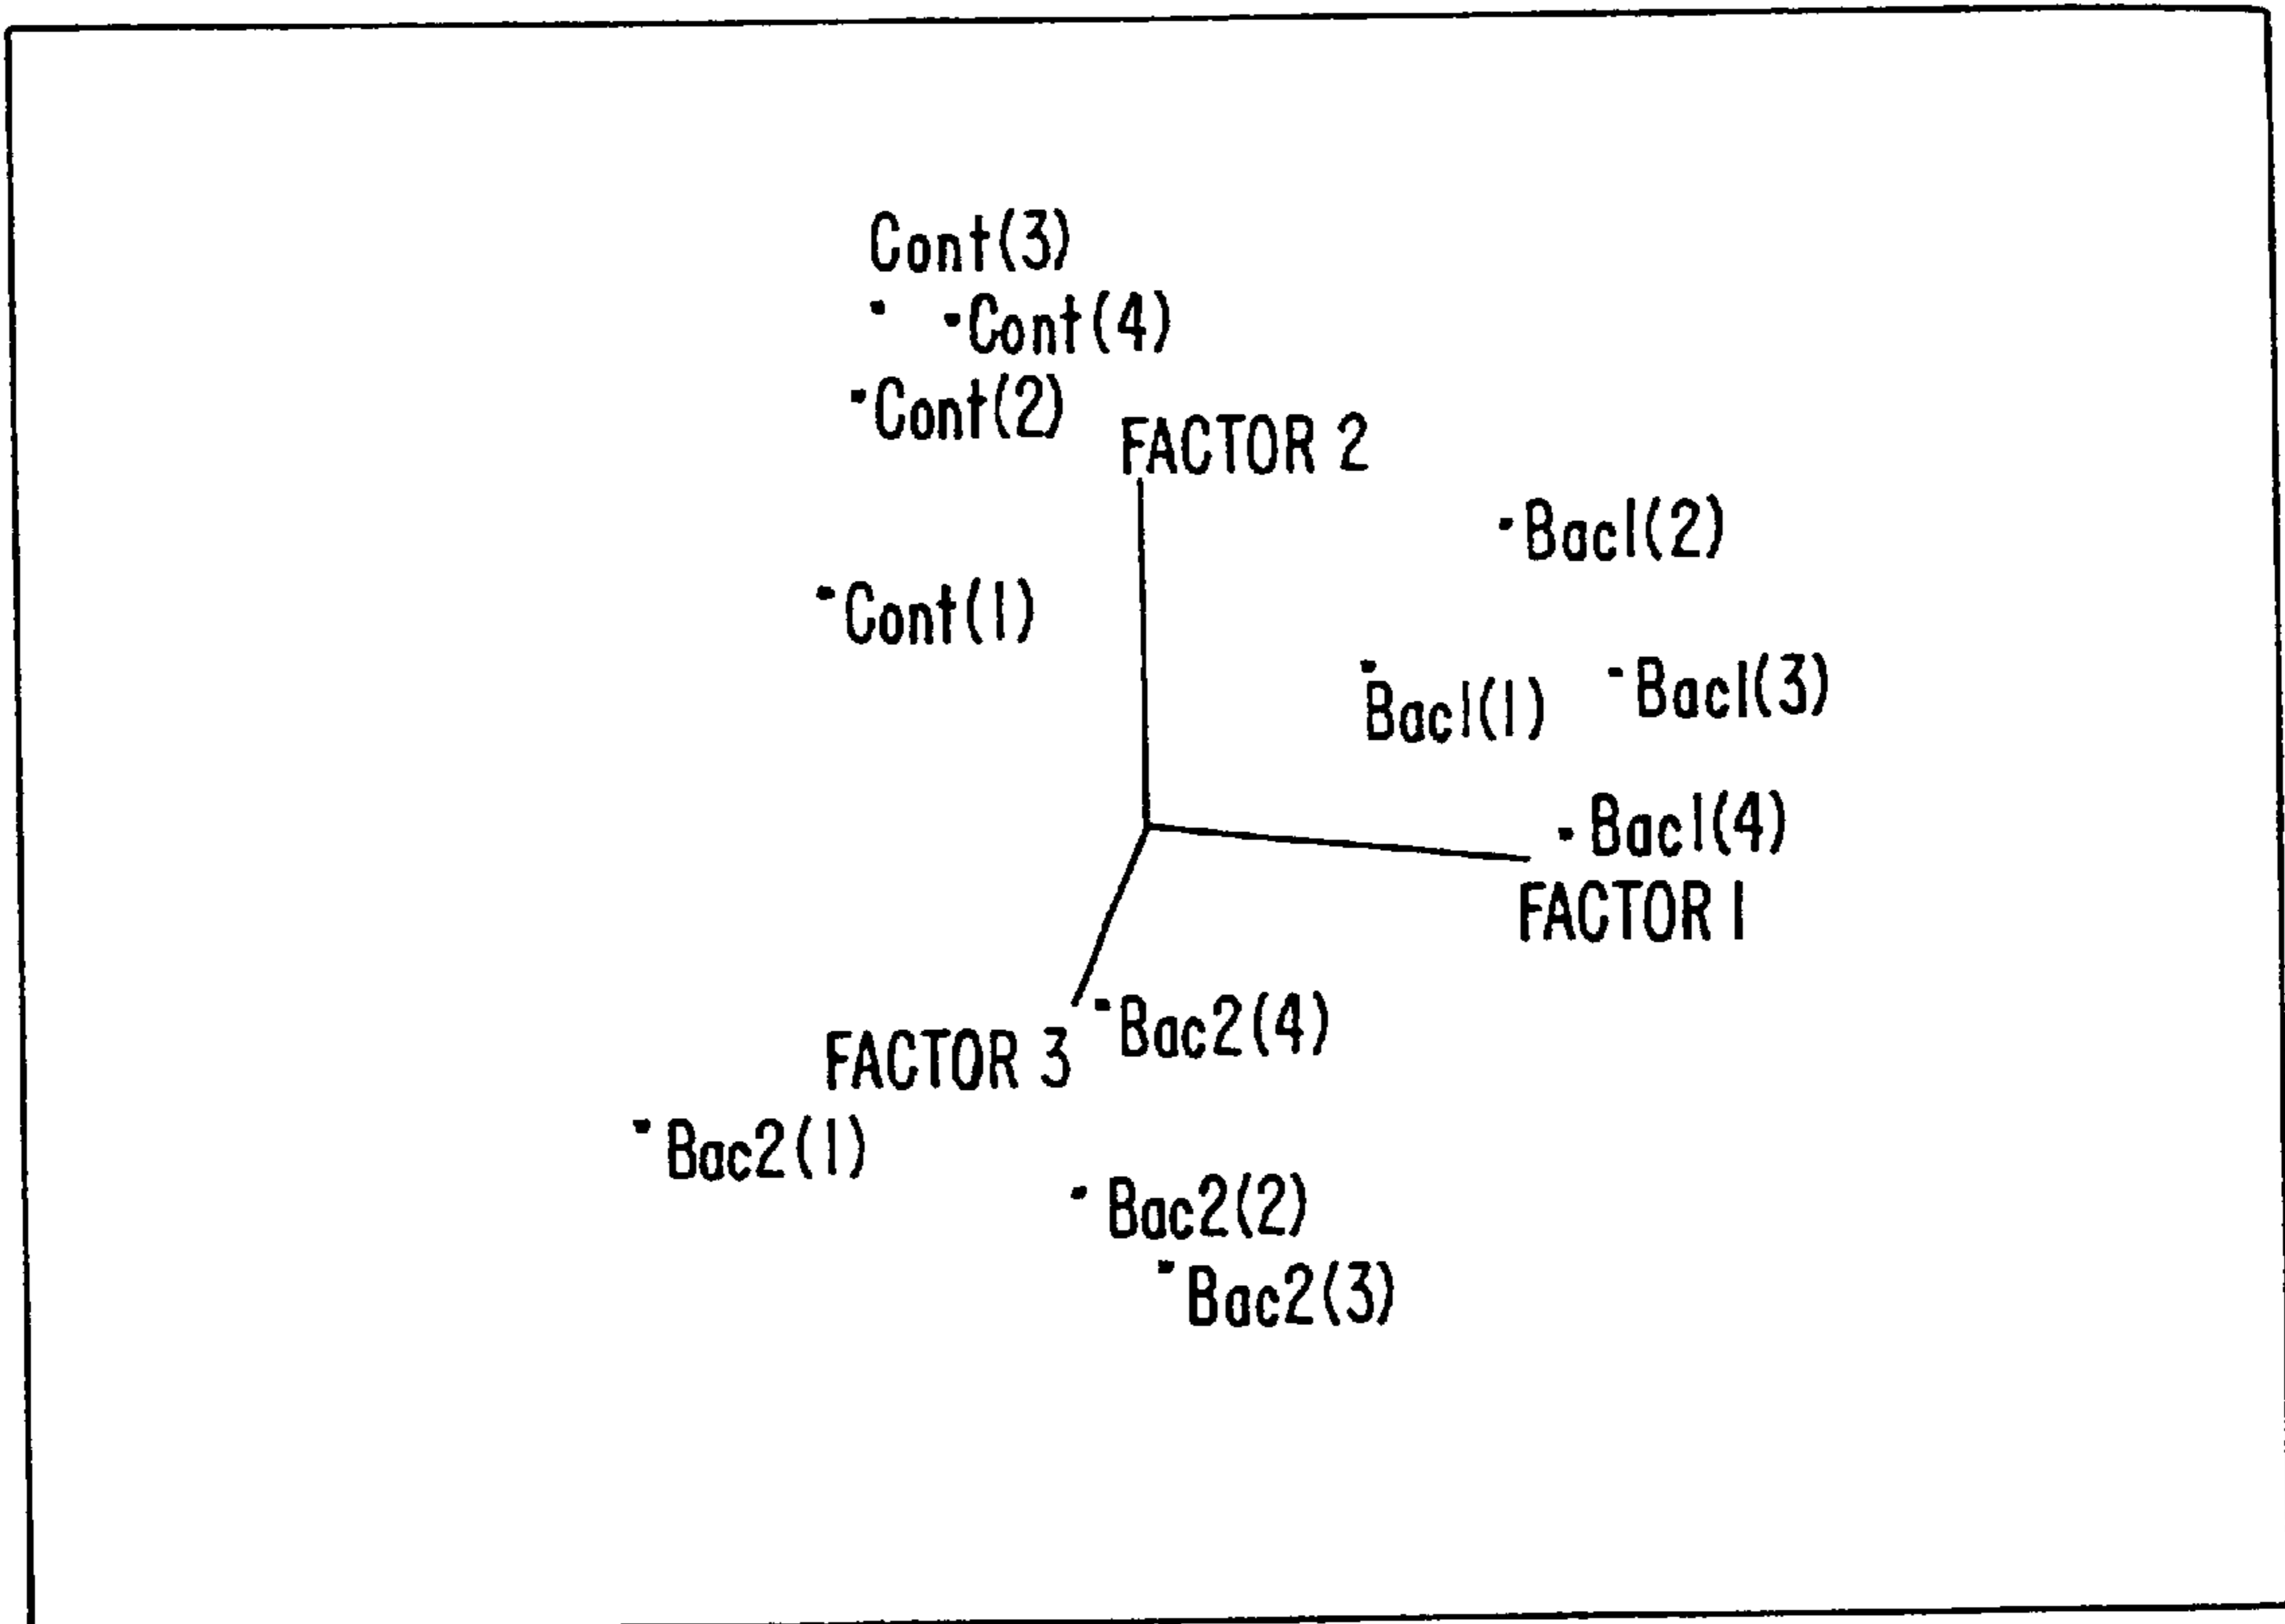 Cont(3)
Cont(4)
Cont(2)
FACTOR 2
Bac1(2)
Cont(1)
Bac1(3)
Bac1(1)
Bac1(4)
FACTOR 1
Bac2(4)
FACTOR 3
Bac2(1)
Bac2(2)
Bac2(3)